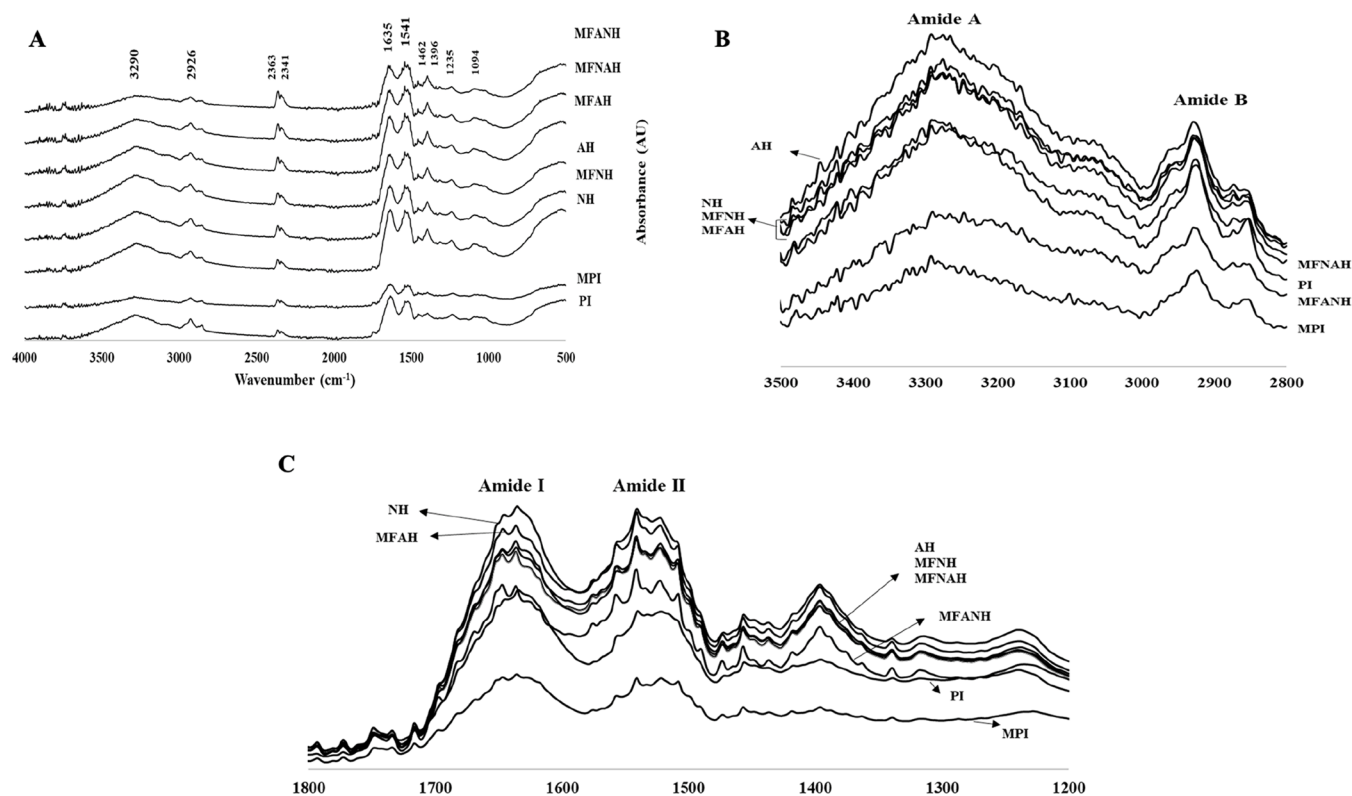 A
3290
2926
2363
2341
1635
1541
1462
1396
1235
1094
MFANH
MFNAH
MFAH
AH
MFNH
NH
MPI
PI
4000 3500 3000 2500 2000 1500 1000 500
Wavenumber (cm-1)
Absorbance (AU)
B
Amide A
Amide B
AH
NH
MFNH
MFAH
MFNAH
PI
MFANH
MPI
3500 3400 3300 3200 3100 3000 2900 2800
C
Amide I
Amide II
NH
MFAH
AH
MFNH
MFNAH
MFANH
PI
MPI
1800 1700 1600 1500 1400 1300 1200